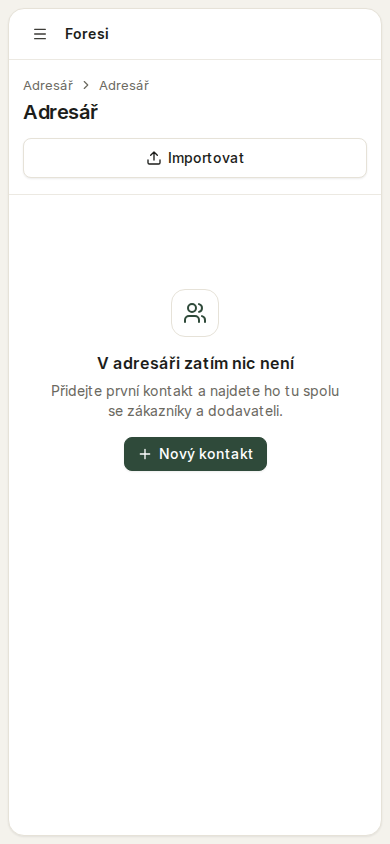 Foresi
Adresář > Adresář
Adresář
Importovat
V adresáři zatím nic není
Přidejte první kontakt a najdete ho tu spolu
se zákazníky a dodavateli.
Nový kontakt